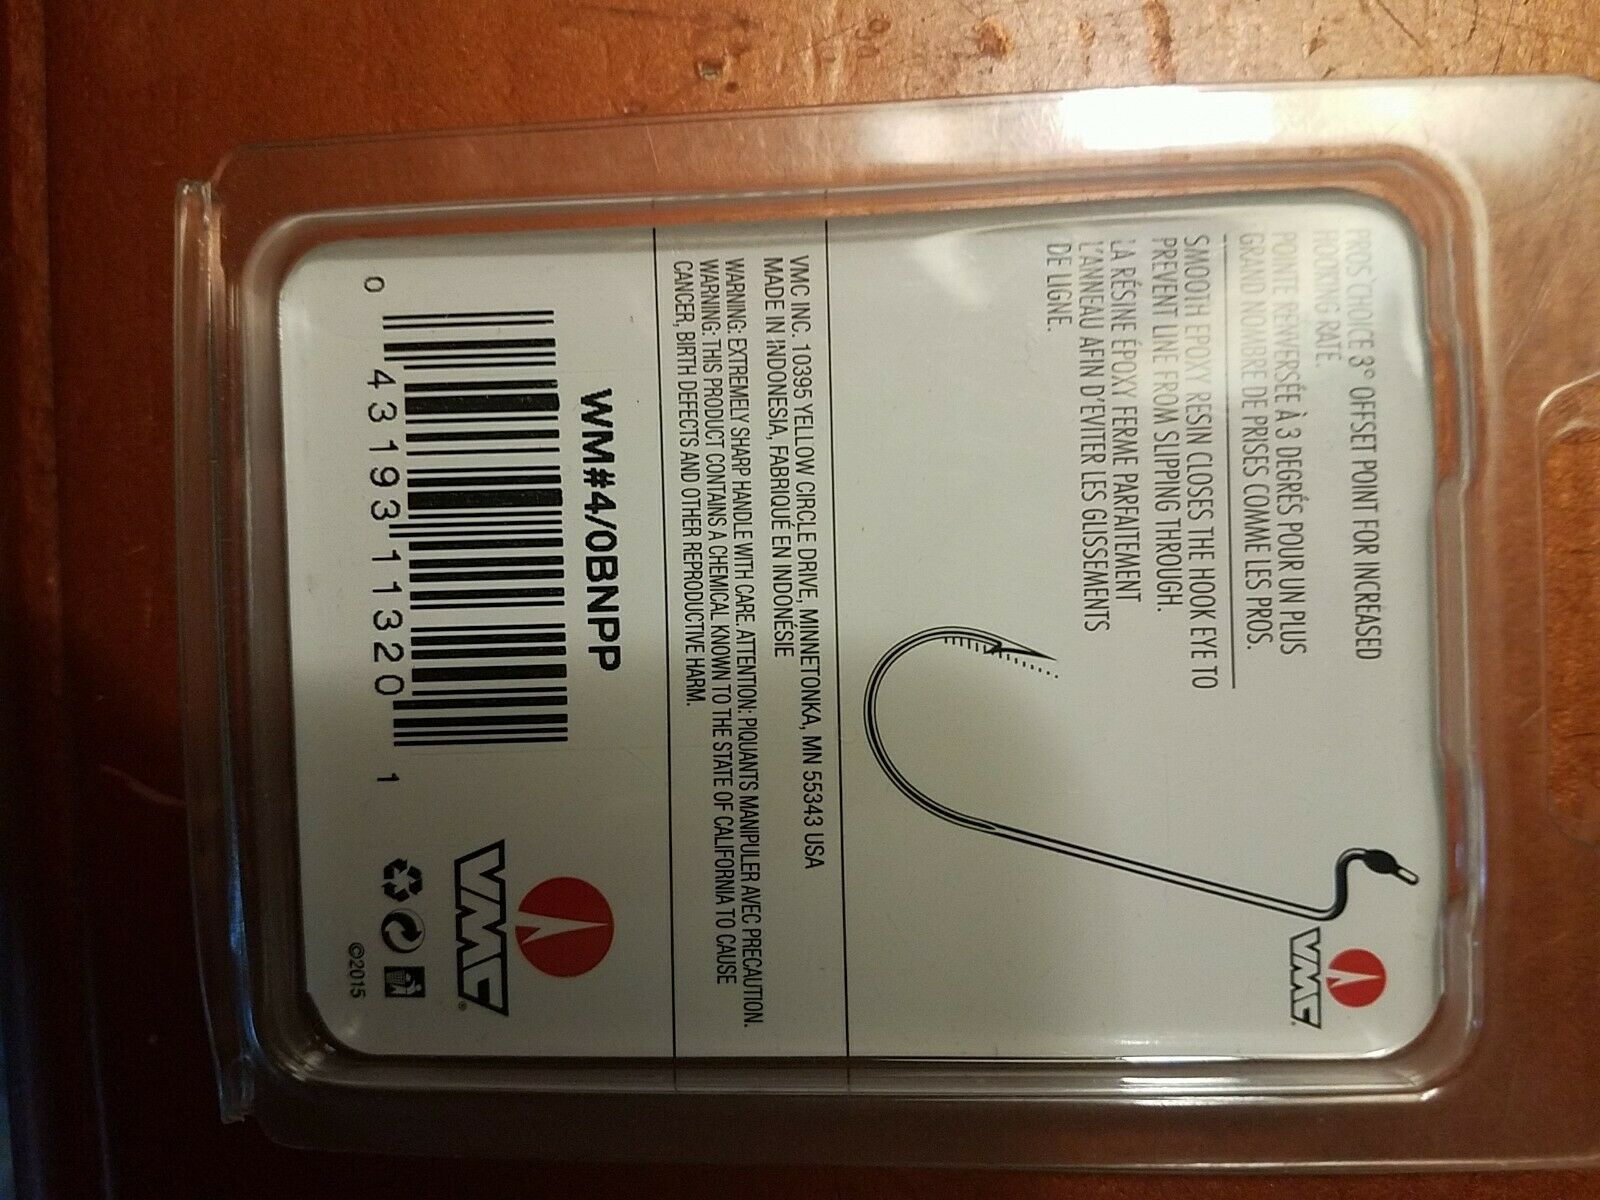 PROS CHOICE 3° OFFSET POINT FOR INCREASED
HOOKING RATE.
POINTE RENVERSÉE À 3 DEGRÉS POUR UN PLUS
GRAND NOMBRE DE PRISES COMME LES PROS.
SMOOTH EPOXY RESIN CLOSES THE HOOK EYE TO
PREVENT LINE FROM SLIPPING THROUGH.
LA RÉSINE ÉPOXY FERME PARFAITEMENT
L'ANNEAU AFIN D'EVITER LES GLISSEMENTS
DE LIGNE.
VMC
VMC INC. 10395 YELLOW CIRCLE DRIVE, MINNETONKA, MN 55343 USA
MADE IN INDONESIA, FABRIQUÉ EN INDONÉSIE
WARNING: EXTREMELY SHARP HANDLE WITH CARE. ATTENTION: PIQUANTS MANIPULER AVEC PRECAUTION.
WARNING: THIS PRODUCT CONTAINS A CHEMICAL KNOWN TO THE STATE OF CALIFORNIA TO CAUSE
CANCER, BIRTH DEFECTS AND OTHER REPRODUCTIVE HARM.
WM#4/0BNPP
0 43193 11320 1
VMC®
©2015